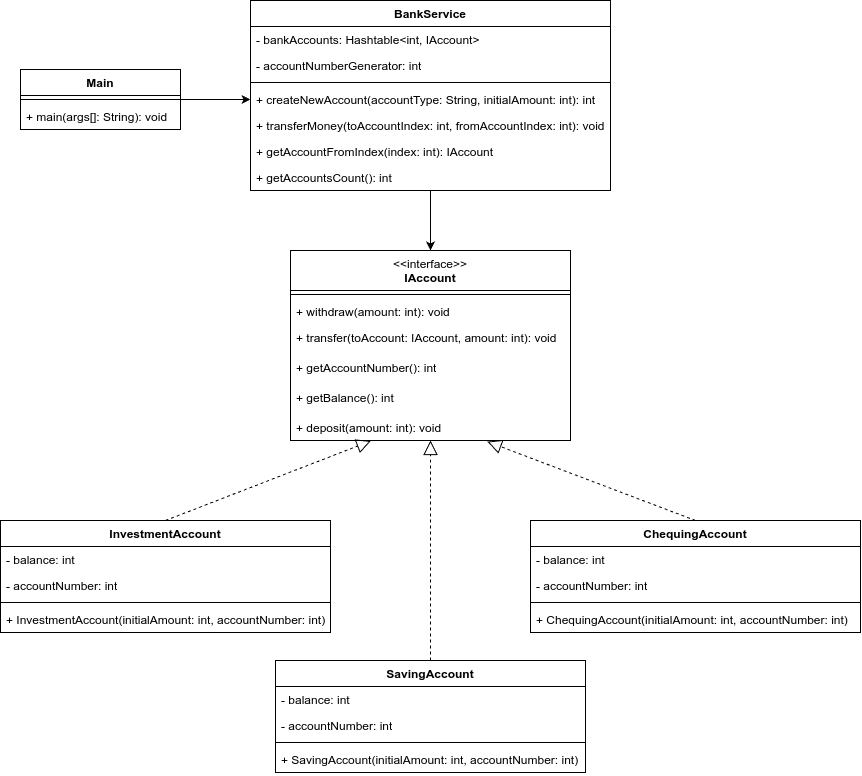 BankService
- bankAccounts: Hashtable<int, IAccount>
- accountNumberGenerator: int
+ createNewAccount(accountType: String, initialAmount: int): int
+ transferMoney(toAccountIndex: int, fromAccountIndex: int): void
+ getAccountFromIndex(index: int): IAccount
+ getAccountsCount(): int
Main
+ main(args[]: String): void
<<interface>>
IAccount
+ withdraw(amount: int): void
+ transfer(toAccount: IAccount, amount: int): void
+ getAccountNumber(): int
+ getBalance(): int
+ deposit(amount: int): void
InvestmentAccount
- balance: int
- accountNumber: int
+ InvestmentAccount(initialAmount: int, accountNumber: int)
ChequingAccount
- balance: int
- accountNumber: int
+ ChequingAccount(initialAmount: int, accountNumber: int)
SavingAccount
- balance: int
- accountNumber: int
+ SavingAccount(initialAmount: int, accountNumber: int)